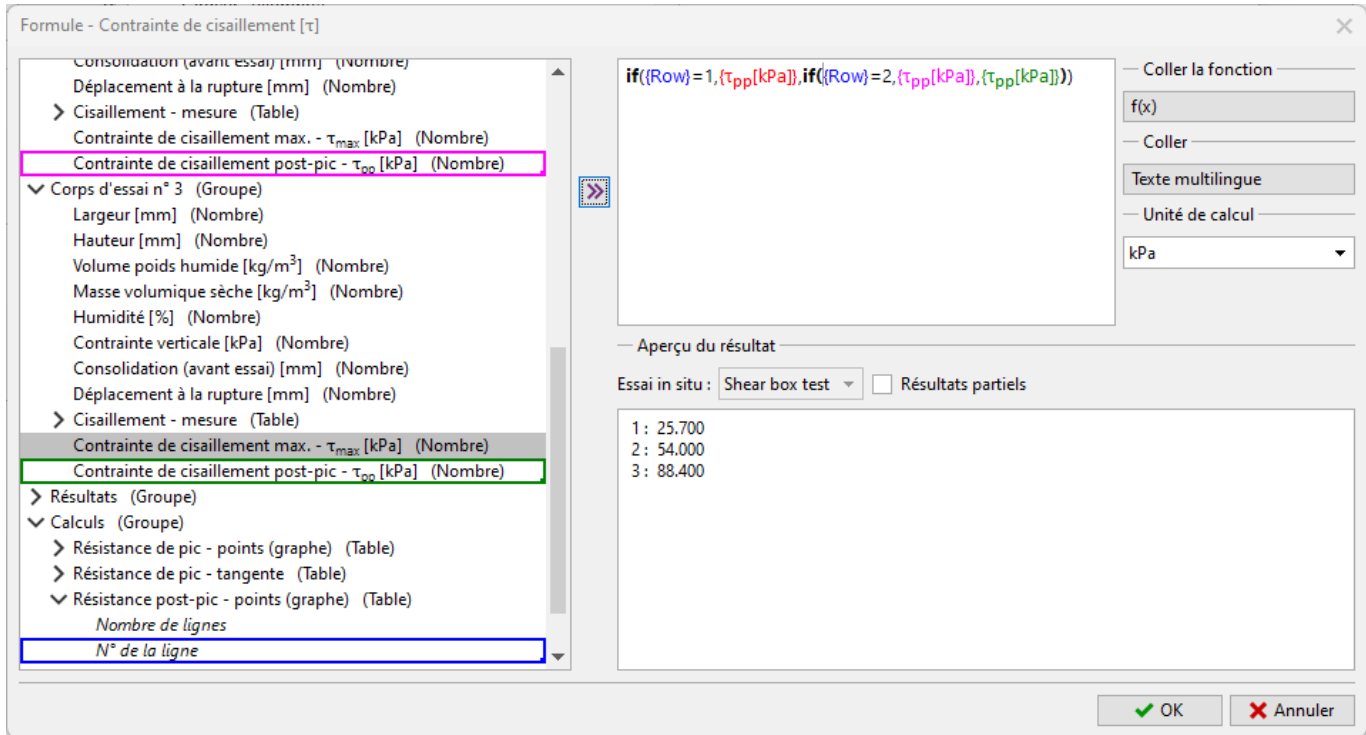 Formule - Contrainte de cisaillement [τ]
Consolidation (avant essai) [mm] (Nombre)
Déplacement à la rupture [mm] (Nombre)
Cisaillement - mesure (Table)
Contrainte de cisaillement max. - τmax [kPa] (Nombre)
Contrainte de cisaillement post-pic - τpp [kPa] (Nombre)
Corps d'essai n° 3 (Groupe)
Largeur [mm] (Nombre)
Hauteur [mm] (Nombre)
Volume poids humide [kg/m³] (Nombre)
Masse volumique sèche [kg/m³] (Nombre)
Humidité [%] (Nombre)
Contrainte verticale [kPa] (Nombre)
Consolidation (avant essai) [mm] (Nombre)
Déplacement à la rupture [mm] (Nombre)
Cisaillement - mesure (Table)
Contrainte de cisaillement max. - τmax [kPa] (Nombre)
Contrainte de cisaillement post-pic - τpp [kPa] (Nombre)
Résultats (Groupe)
Calculs (Groupe)
Résistance de pic - points (graphe) (Table)
Résistance de pic - tangente (Table)
Résistance post-pic - points (graphe) (Table)
Nombre de lignes
N° de la ligne
if({Row}=1,{τpp[kPa]},if({Row}=2,{τpp[kPa]},{τpp[kPa]}))
Coller la fonction
f(x)
Coller
Texte multilingue
Unité de calcul
kPa
Aperçu du résultat
Essai in situ : Shear box test Résultats partiels
1 : 25.700
2 : 54.000
3 : 88.400
OK Annuler